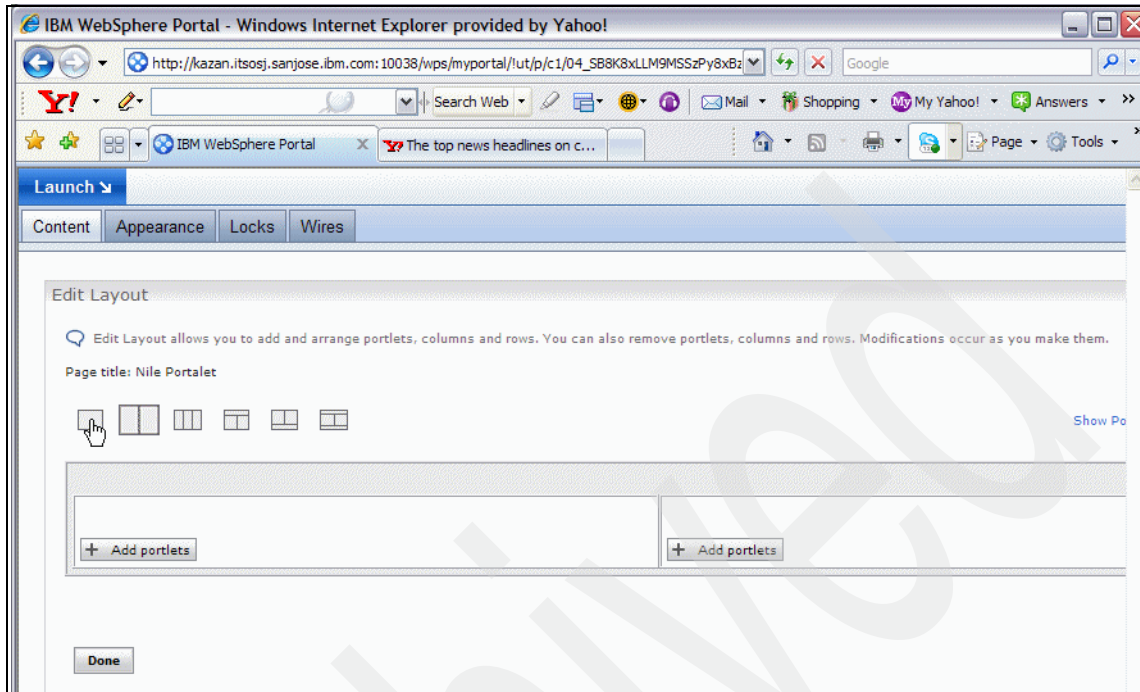 IBM WebSphere Portal - Windows Internet Explorer provided by Yahoo!
http://kazan.itsosj.sanjose.ibm.com:10038/wps/myportal/!ut/p/c1/04_SB8K8xLLM9MSSzPy8xBz
Google
Y! Search Web Mail Shopping My Yahoo! Answers >>
IBM WebSphere Portal X Y! The top news headlines on c... Page Tools
Launch
Content Appearance Locks Wires
Edit Layout
Edit Layout allows you to add and arrange portlets, columns and rows. You can also remove portlets, columns and rows. Modifications occur as you make them.
Page title: Nile Portalet
Show Po
+ Add portlets + Add portlets
Done